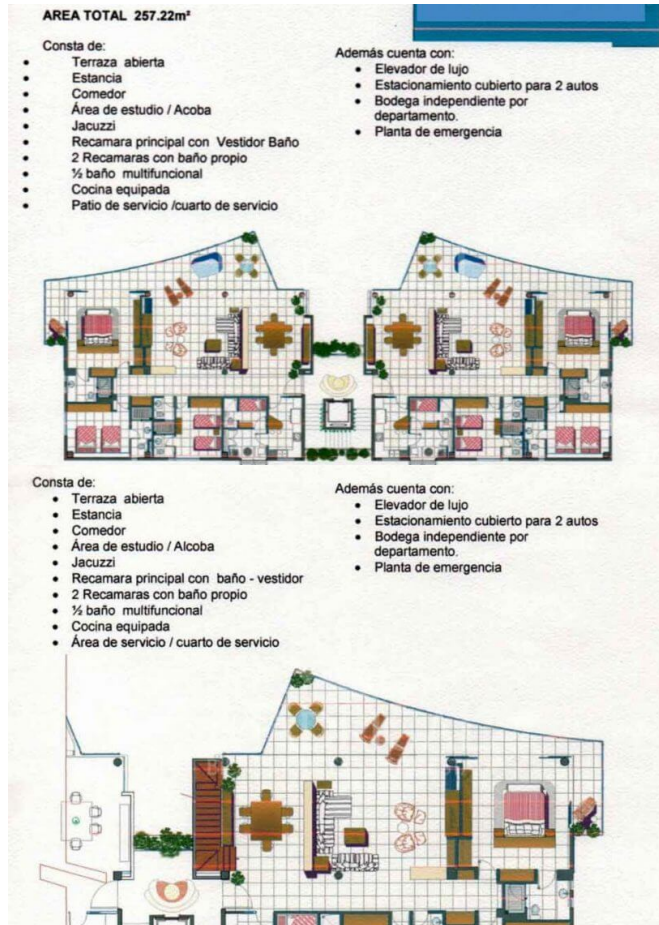 AREA TOTAL 257.22m²
Consta de:
• Terraza abierta
• Estancia
• Comedor
• Área de estudio / Acoba
• Jacuzzi
• Recamara principal con Vestidor Baño
• 2 Recamaras con baño propio
• ½ baño multifuncional
• Cocina equipada
• Patio de servicio /cuarto de servicio
Además cuenta con:
• Elevador de lujo
• Estacionamiento cubierto para 2 autos
• Bodega independiente por
departamento.
• Planta de emergencia
Consta de:
• Terraza abierta
• Estancia
• Comedor
• Área de estudio / Alcoba
• Jacuzzi
• Recamara principal con baño - vestidor
• 2 Recamaras con baño propio
• ½ baño multifuncional
• Cocina equipada
• Área de servicio / cuarto de servicio
Además cuenta con:
• Elevador de lujo
• Estacionamiento cubierto para 2 autos
• Bodega independiente por
departamento.
• Planta de emergencia